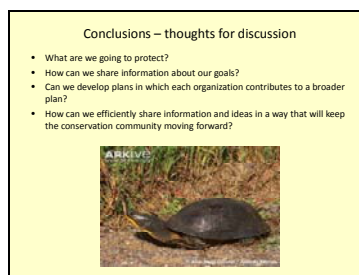 Conclusions – thoughts for discussion
• What are we going to protect?
• How can we share information about our goals?
• Can we develop plans in which each organization contributes to a broader
plan?
• How can we efficiently share information and ideas in a way that will keep
the conservation community moving forward?
ARKIVE